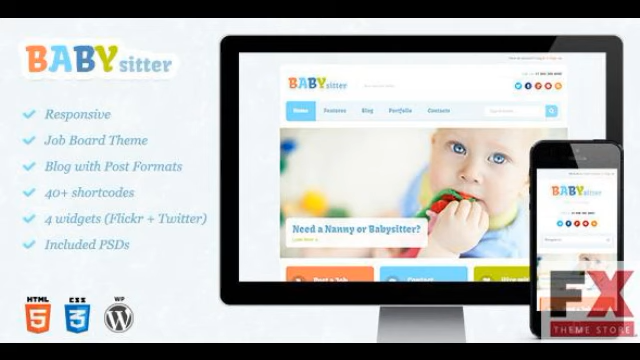 BABY sitter
Responsive
Job Board Theme
Blog with Post Formats
40+ shortcodes
4 widgets (Flickr + Twitter)
Included PSDs
HTML
5
CSS
3
WP
BABY sitter
Home Features Blog Portfolio Contacts
Need a Nanny or Babysitter?
Post a Job
Contact
BABY sitter
FX
THEME STORE